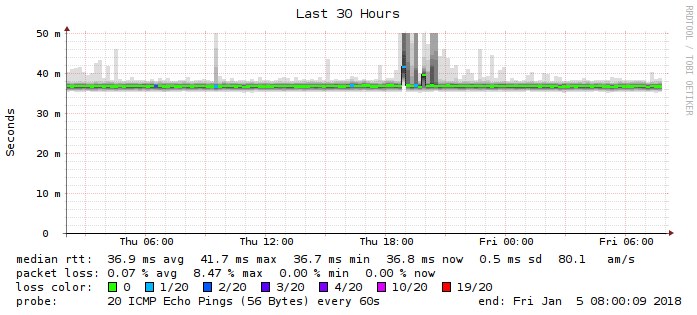 Last 30 Hours
RRDTOOL / TOBI OETIKER
Seconds
50 m
40 m
30 m
20 m
10 m
0
Thu 06:00 Thu 12:00 Thu 18:00 Fri 00:00 Fri 06:00
median rtt: 36.9 ms avg 41.7 ms max 36.7 ms min 36.8 ms now 0.5 ms sd 80.1 am/s
packet loss: 0.07 % avg 8.47 % max 0.00 % min 0.00 % now
loss color: 0 1/20 2/20 3/20 4/20 10/20 19/20
probe: 20 ICMP Echo Pings (56 Bytes) every 60s end: Fri Jan 5 08:00:09 2018